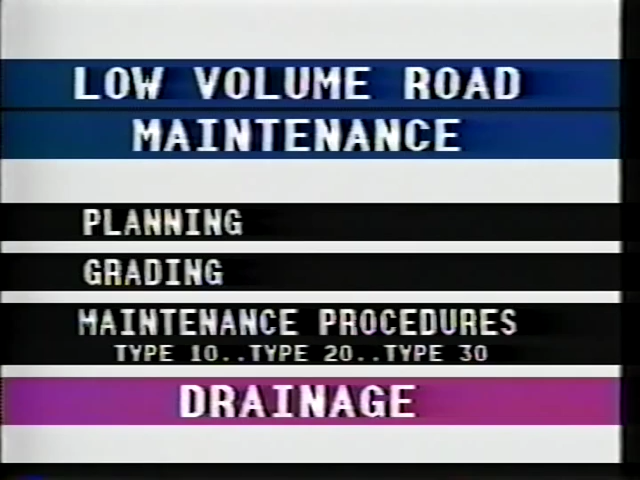 LOW VOLUME ROAD
MAINTENANCE
PLANNING
GRADING
MAINTENANCE PROCEDURES
TYPE 10..TYPE 20..TYPE 30
DRAINAGE